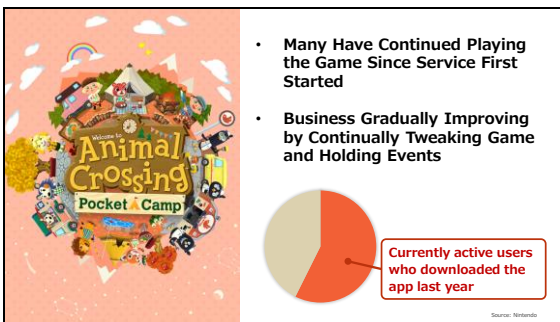 Welcome to
Animal
Crossing
Pocket Camp
• Many Have Continued Playing
the Game Since Service First
Started
• Business Gradually Improving
by Continually Tweaking Game
and Holding Events
Currently active users
who downloaded the
app last year
Source: Nintendo